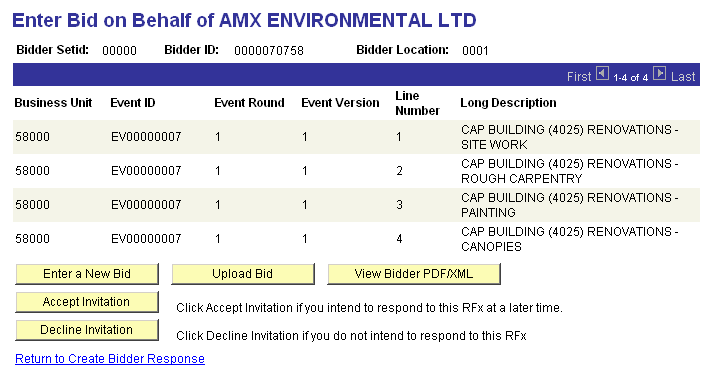 Enter Bid on Behalf of AMX ENVIRONMENTAL LTD
Bidder Setid: 00000 Bidder ID: 0000070758 Bidder Location: 0001
First 1-4 of 4 Last
Business Unit Event ID Event Round Event Version Line Number Long Description
58000 EV00000007 1 1 1 CAP BUILDING (4025) RENOVATIONS - SITE WORK
58000 EV00000007 1 1 2 CAP BUILDING (4025) RENOVATIONS - ROUGH CARPENTRY
58000 EV00000007 1 1 3 CAP BUILDING (4025) RENOVATIONS - PAINTING
58000 EV00000007 1 1 4 CAP BUILDING (4025) RENOVATIONS - CANOPIES
Enter a New Bid Upload Bid View Bidder PDF/XML
Accept Invitation Click Accept Invitation if you intend to respond to this RFx at a later time.
Decline Invitation Click Decline Invitation if you do not intend to respond to this RFx
Return to Create Bidder Response